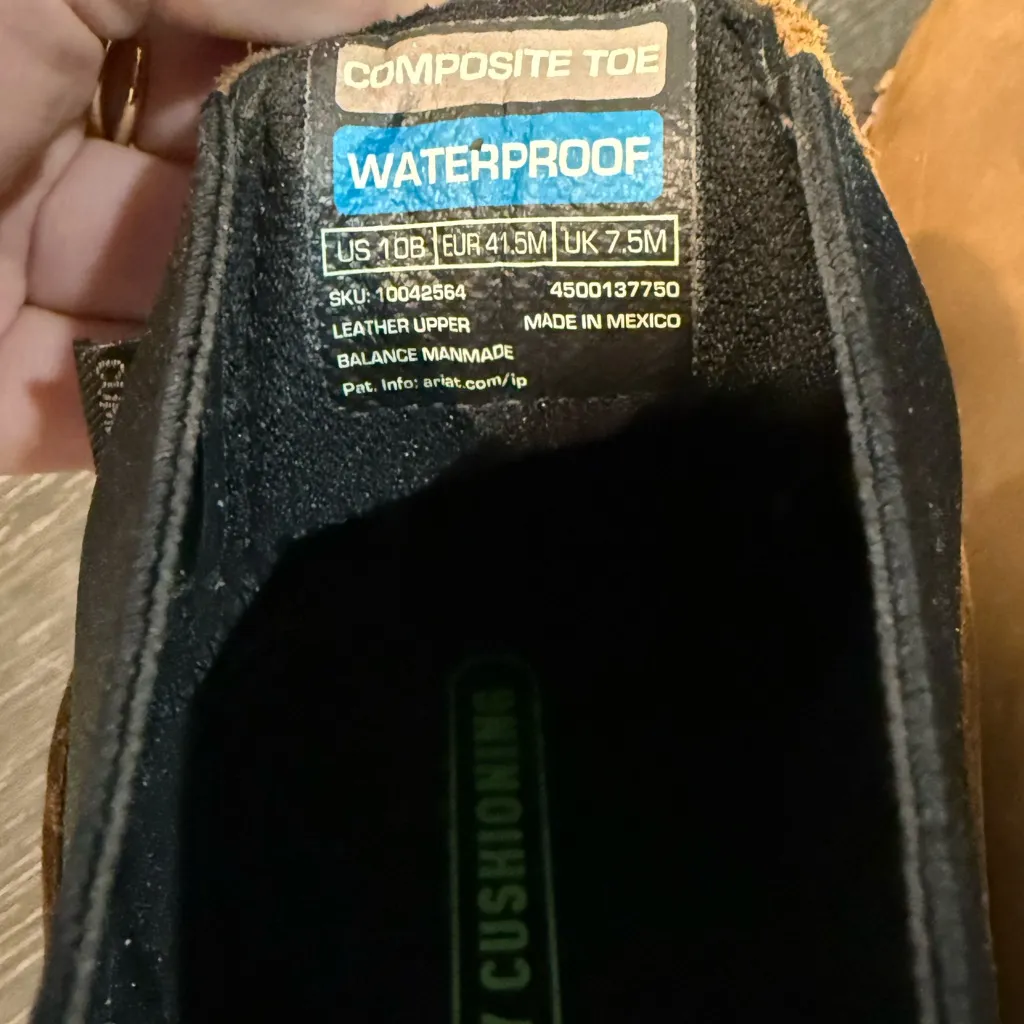 COMPOSITE TOE
WATERPROOF
US 10B EUR 41.5M UK 7.5M
SKU: 10042564 4500137750
LEATHER UPPER MADE IN MEXICO
BALANCE MANMADE
Pat. Info: ariat.com/ip
CUSHIONING